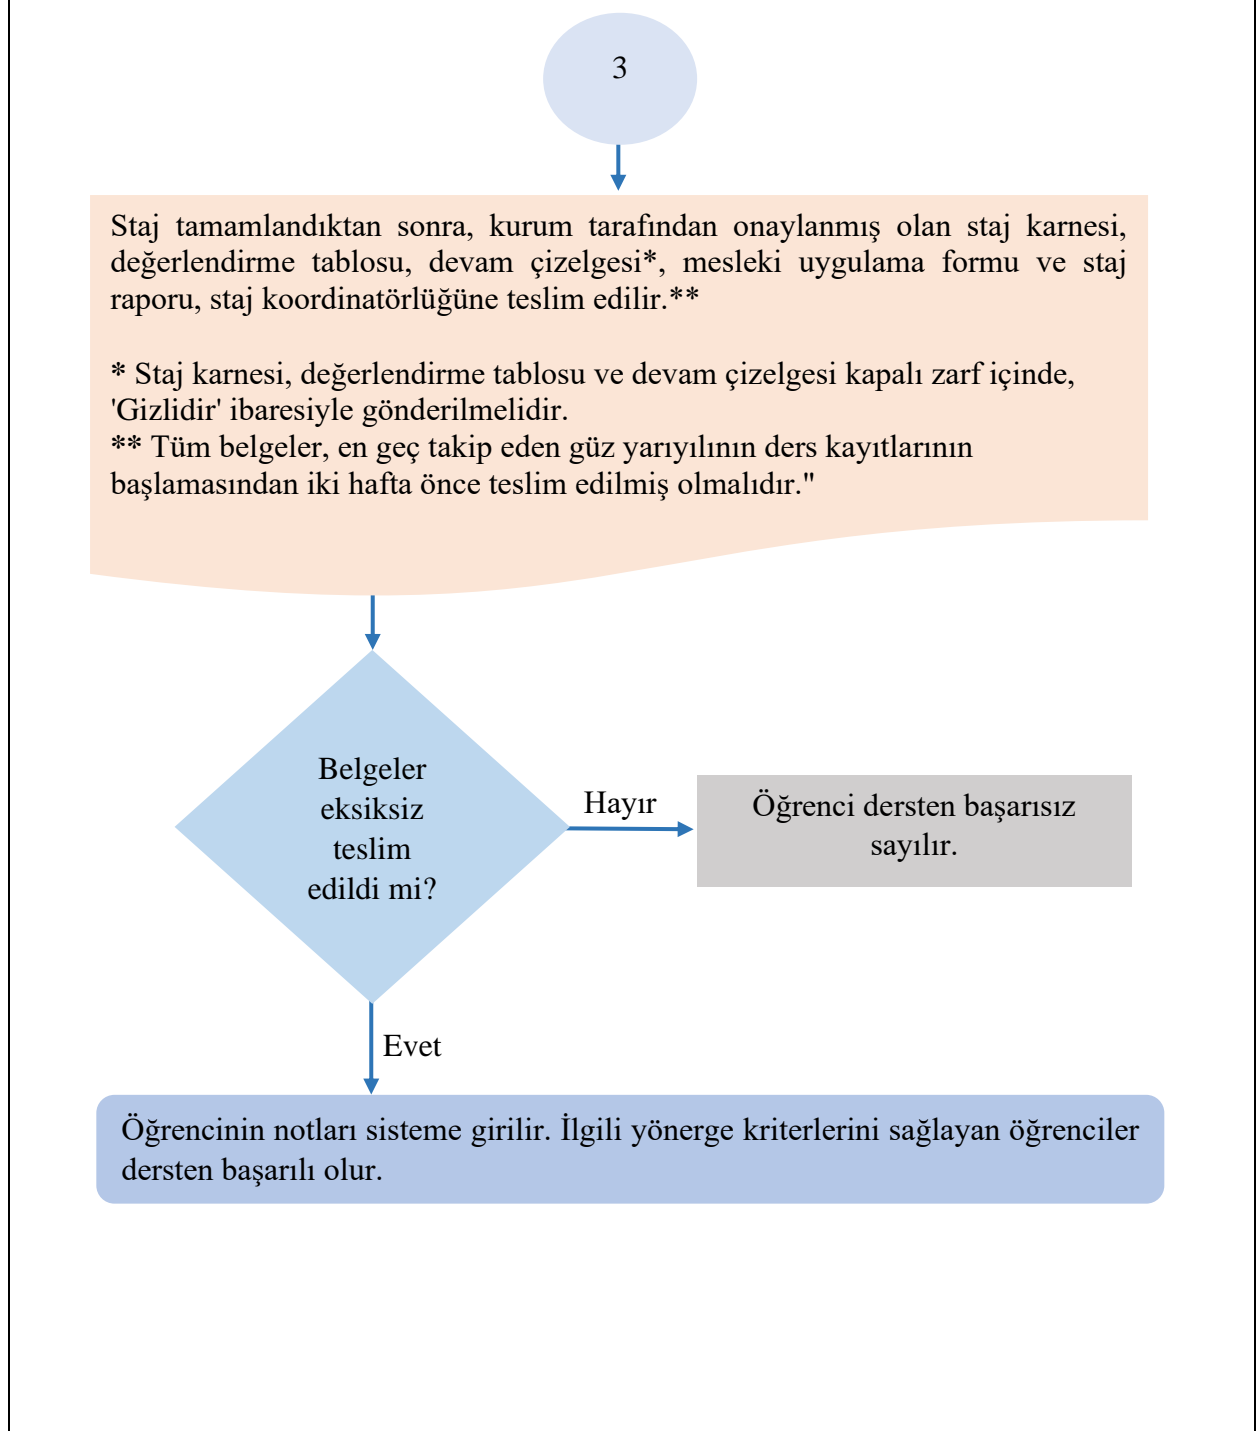 3
Staj tamamlandıktan sonra, kurum tarafından onaylanmış olan staj karnesi,
değerlendirme tablosu, devam çizelgesi*, mesleki uygulama formu ve staj
raporu, staj koordinatörlüğüne teslim edilir.**
* Staj karnesi, değerlendirme tablosu ve devam çizelgesi kapalı zarf içinde,
'Gizlidir' ibaresiyle gönderilmelidir.
** Tüm belgeler, en geç takip eden güz yarıyılının ders kayıtlarının
başlamasından iki hafta önce teslim edilmiş olmalıdır."
Belgeler
eksiksiz
teslim
edildi mi?
Hayır
Öğrenci dersten başarısız
sayılır.
Evet
Öğrencinin notları sisteme girilir. İlgili yönerge kriterlerini sağlayan öğrenciler
dersten başarılı olur.